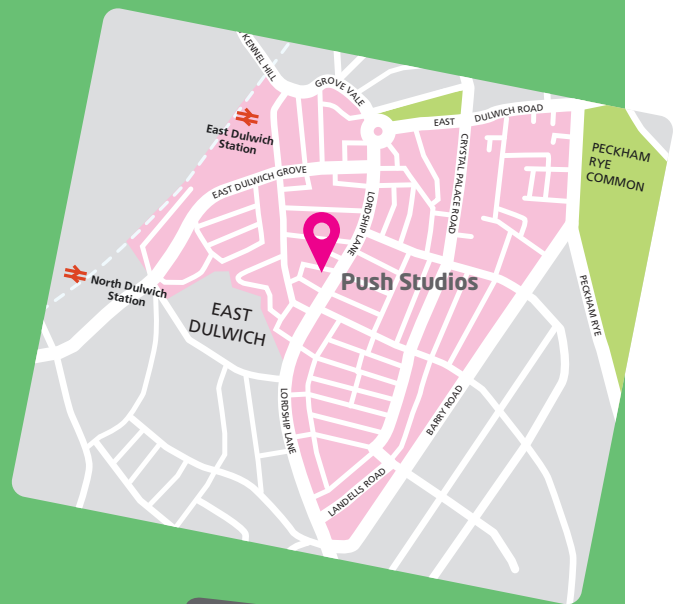 KENNEL HILL
GROVE VALE
EAST DULWICH ROAD
East Dulwich
Station
PECKHAM
RYE
COMMON
CRYSTAL PALACE ROAD
EAST DULWICH GROVE
LORDSHIP LANE
Push Studios
North Dulwich
Station
EAST
DULWICH
PECKHAM RYE
LORDSHIP LANE
BARRY ROAD
LANDELLS ROAD